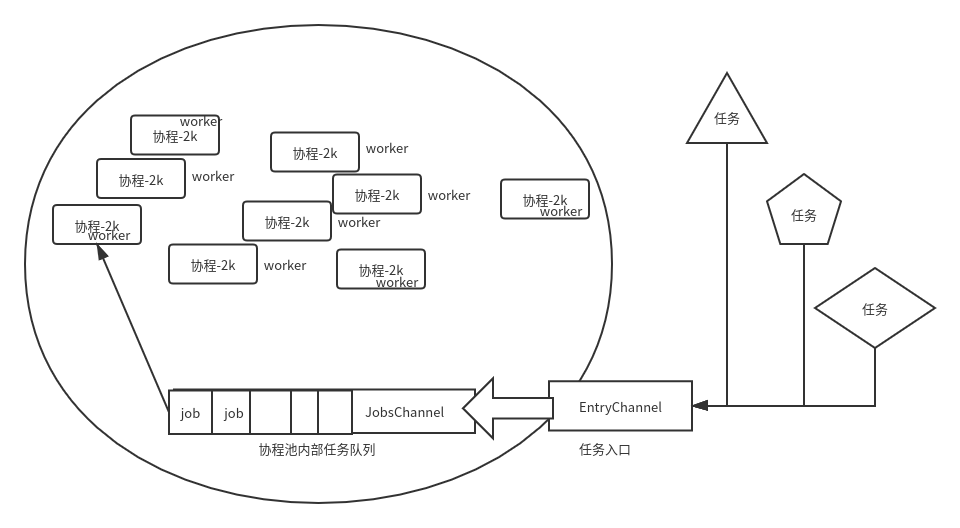 任务
worker
协程-2k
协程-2k
worker
协程-2k
worker
协程-2k
worker
协程-2k
worker
协程-2k
worker
任务
协程-2k
worker
协程-2k
worker
协程-2k
worker
任务
job
job
JobsChannel
EntryChannel
协程池内部任务队列
任务入口